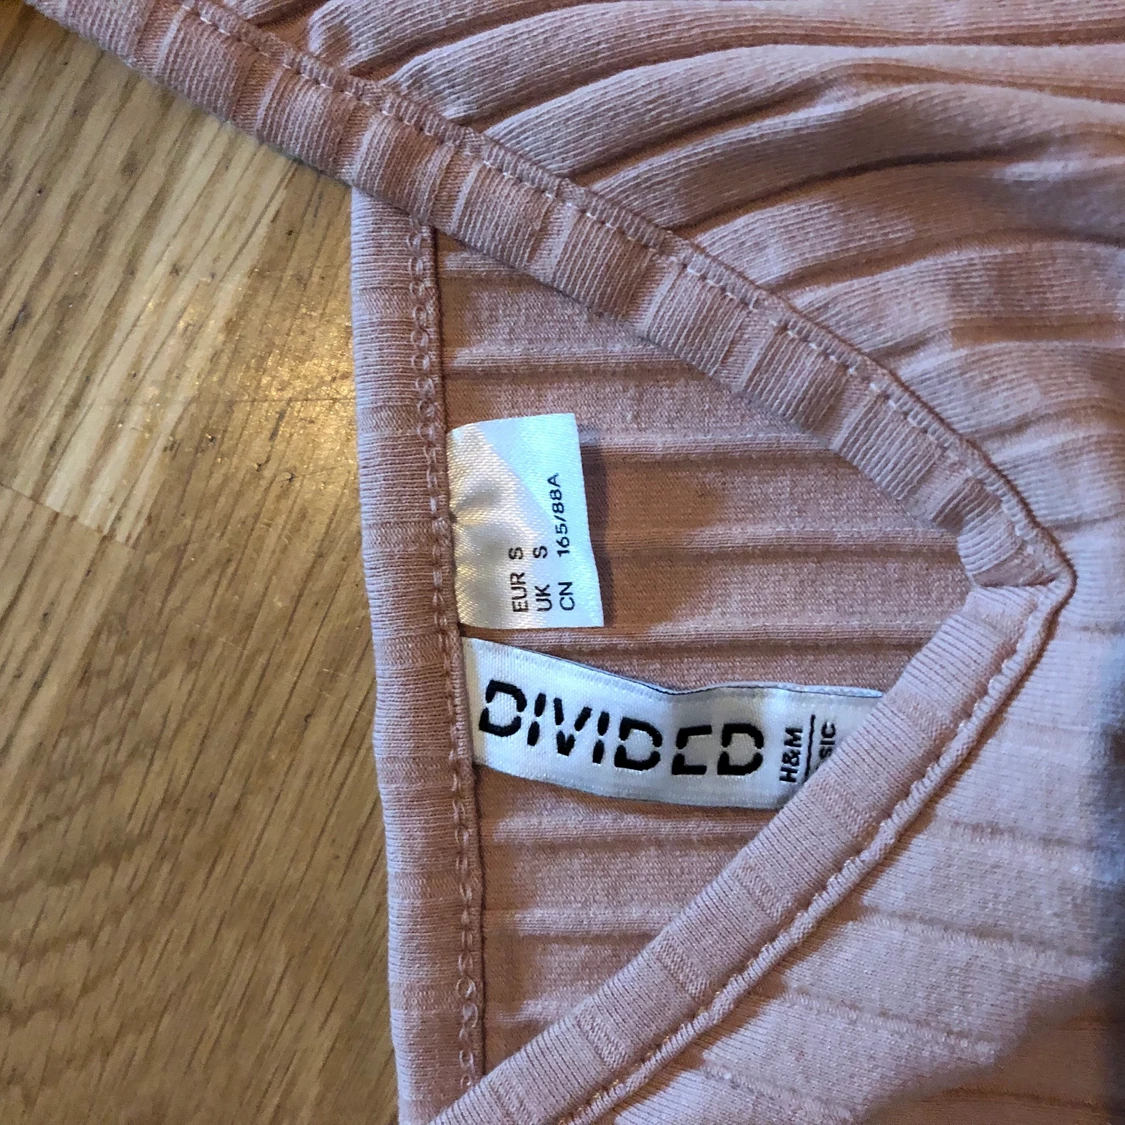 EUR S
UK S
CN 165/88A
DIVIDED
H&M